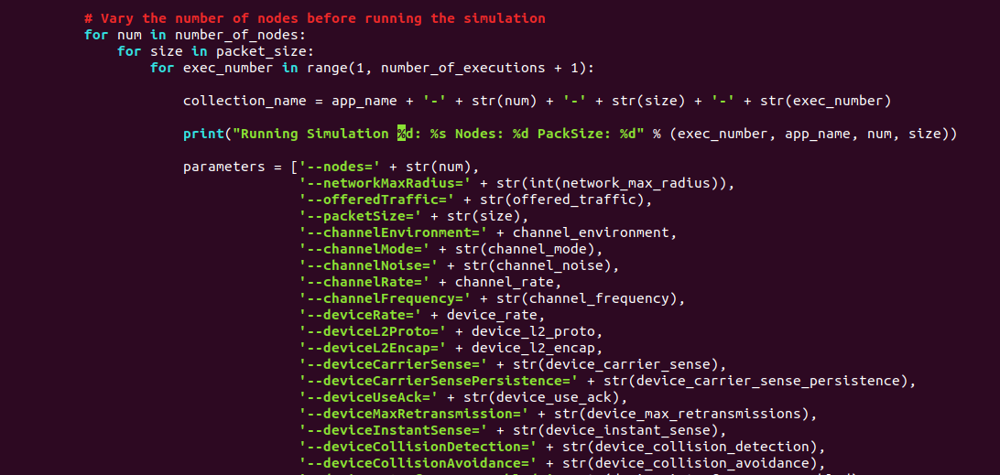 # Vary the number of nodes before running the simulation
for num in number_of_nodes:
for size in packet_size:
for exec_number in range(1, number_of_executions + 1):
collection_name = app_name + '-' + str(num) + '-' + str(size) + '-' + str(exec_number)
print("Running Simulation %d: %s Nodes: %d PackSize: %d" % (exec_number, app_name, num, size))
parameters = ['--nodes=' + str(num),
'--networkMaxRadius=' + str(int(network_max_radius)),
'--offeredTraffic=' + str(offered_traffic),
'--packetSize=' + str(size),
'--channelEnvironment=' + channel_environment,
'--channelMode=' + str(channel_mode),
'--channelNoise=' + str(channel_noise),
'--channelRate=' + channel_rate,
'--channelFrequency=' + str(channel_frequency),
'--deviceRate=' + device_rate,
'--deviceL2Proto=' + device_l2_proto,
'--deviceL2Encap=' + device_l2_encap,
'--deviceCarrierSense=' + str(device_carrier_sense),
'--deviceCarrierSensePersistence=' + str(device_carrier_sense_persistence),
'--deviceUseAck=' + str(device_use_ack),
'--deviceMaxRetransmission=' + str(device_max_retransmissions),
'--deviceInstantSense=' + str(device_instant_sense),
'--deviceCollisionDetection=' + str(device_collision_detection),
'--deviceCollisionAvoidance=' + str(device_collision_avoidance),